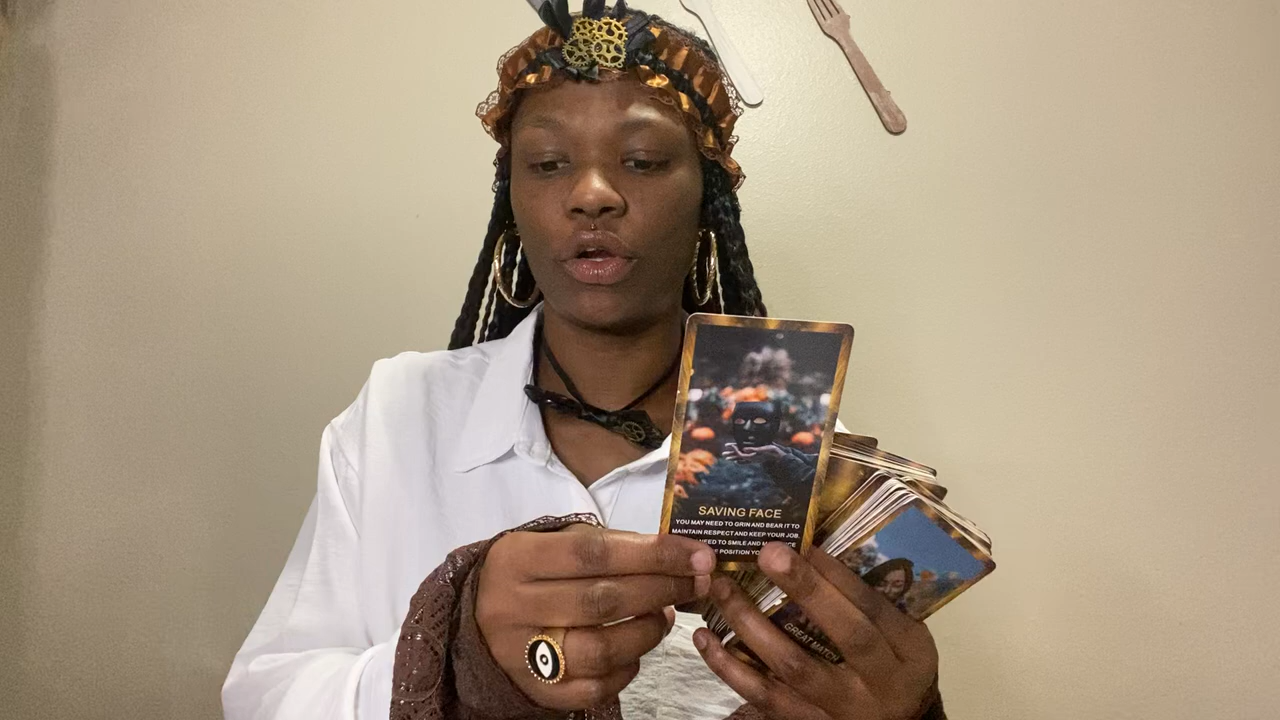 SAVING FACE
YOU MAY NEED TO GRIN AND BEAR IT TO
MAINTAIN RESPECT AND KEEP YOUR JOB.
NEED TO SMILE AND
POSITION
GREAT MATCH